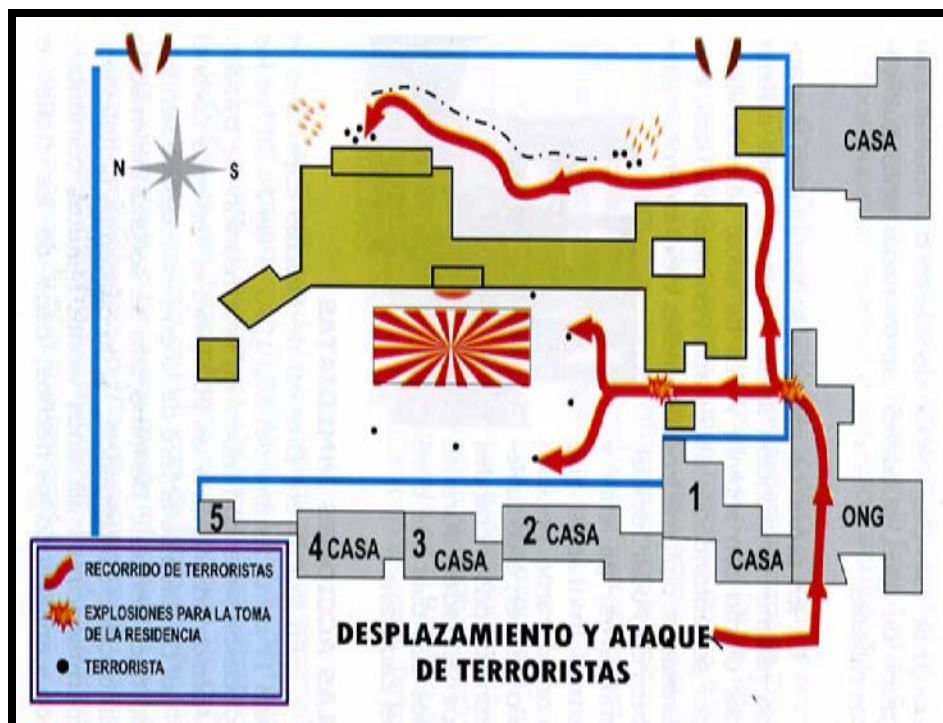 N
S
CASA
1
ONG
5
4 CASA
3 CASA
2 CASA
CASA
RECORRIDO DE TERRORISTAS
EXPLOSIONES PARA LA TOMA
DE LA RESIDENCIA
TERRORISTA
DESPLAZAMIENTO Y ATAQUE
DE TERRORISTAS